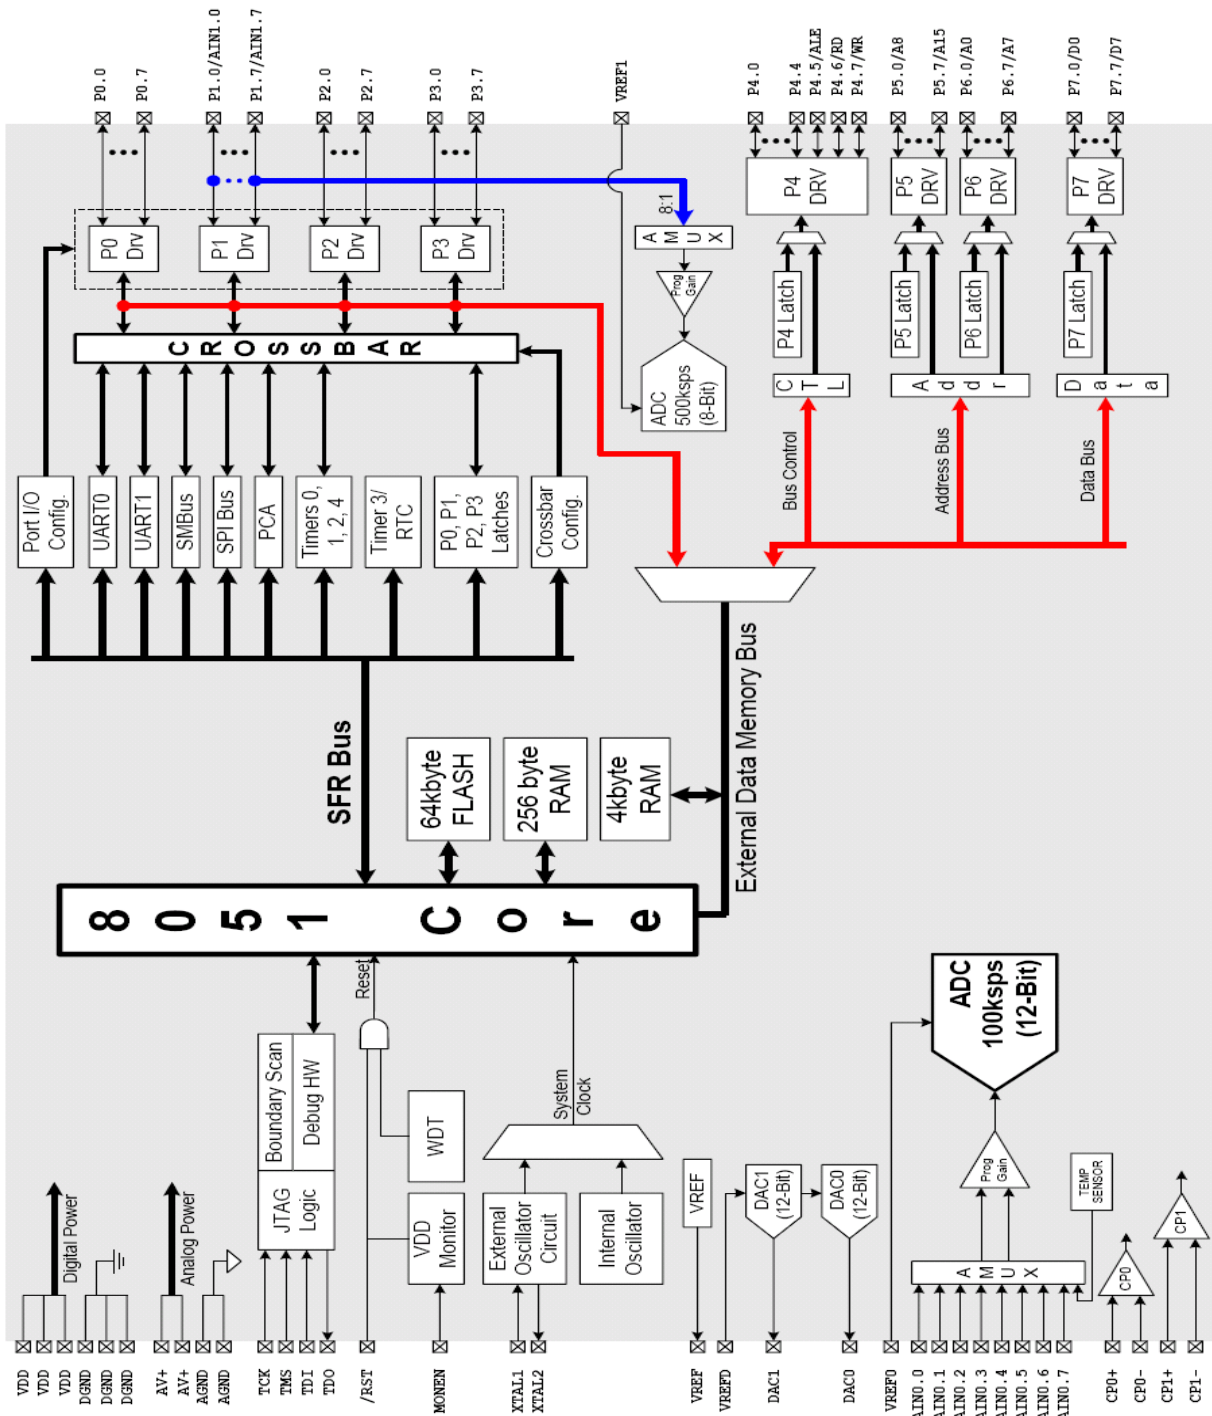 VDD
VDD
VDD
DGND
DGND
DGND
Digital Power
AV+
AV+
AGND
AGND
Analog Power
TCK
TMS
TDI
TDO
JTAG
Logic
Boundary Scan
Debug HW
/RST
Reset
MONEN
VDD
Monitor
WDT
XTAL1
XTAL2
External
Oscillator
Circuit
Internal
Oscillator
System
Clock
VREF
VREF
VREFD
DAC1
DAC1
(12-Bit)
DAC0
DAC0
(12-Bit)
VREF0
AIN0.0
AIN0.1
AIN0.2
AIN0.3
AIN0.4
AIN0.5
AIN0.6
AIN0.7
AMUX
Prog
Gain
ADC
100ksps
(12-Bit)
TEMP
SENSOR
CP0+
CP0-
CP0
CP1+
CP1-
CP1
8051 Core
SFR Bus
64kbyte
FLASH
256 byte
RAM
4kbyte
RAM
External Data Memory Bus
Port I/O
Config.
UART0
UART1
SMBus
SPI Bus
PCA
Timers 0,
1, 2, 4
Timer 3/
RTC
P0, P1,
P2, P3
Latches
Crossbar
Config.
CROSSBAR
P0
Drv
P1
Drv
P2
Drv
P3
Drv
P0.0
P0.7
P1.0/AIN1.0
P1.7/AIN1.7
P2.0
P2.7
P3.0
P3.7
VREF1
ADC
500ksps
(8-Bit)
Prog
Gain
AMUX
8:1
Bus Control
Address Bus
Data Bus
CTL
Addr
Data
P4 Latch
P5 Latch
P6 Latch
P7 Latch
P4
DRV
P5
DRV
P6
DRV
P7
DRV
P4.0
P4.4
P4.5/ALE
P4.6/RD
P4.7/WR
P5.0/A8
P5.7/A15
P6.0/A0
P6.7/A7
P7.0/D0
P7.7/D7